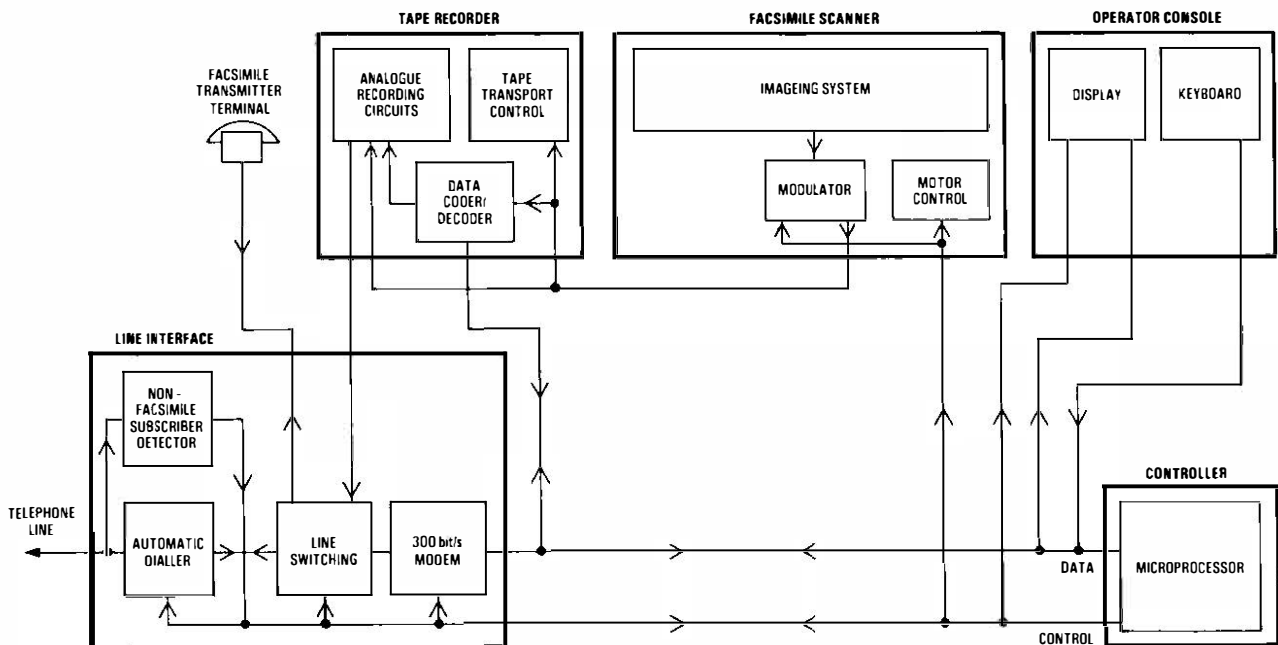 TAPE RECORDER
FACSIMILE SCANNER
OPERATOR CONSOLE
FACSIMILE
TRANSMITTER
TERMINAL
ANALOGUE
RECORDING
CIRCUITS
TAPE
TRANSPORT
CONTROL
IMAGEING SYSTEM
DISPLAY
KEYBOARD
DATA
CODER/
DECODER
MODULATOR
MOTOR
CONTROL
LINE INTERFACE
NON -
FACSIMILE
SUBSCRIBER
DETECTOR
CONTROLLER
TELEPHONE
LINE
AUTOMATIC
DIALLER
LINE
SWITCHING
300 bit/s
MODEM
DATA
MICROPROCESSOR
CONTROL